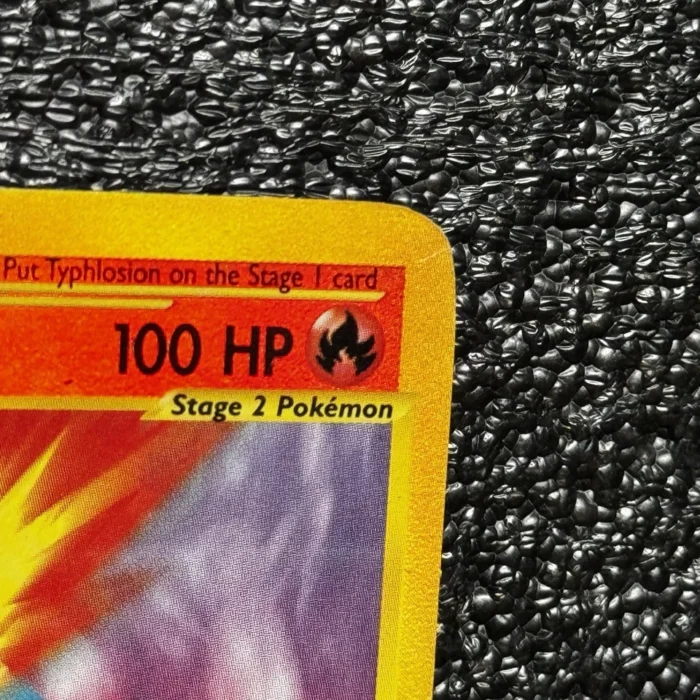 Put Typhlosion on the Stage 1 card
100 HP
Stage 2 Pokémon